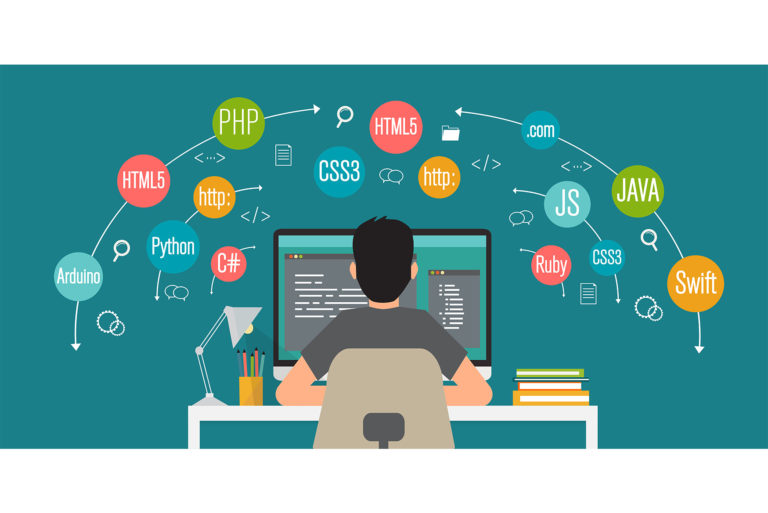 PHP
HTML5
.com
HTML5
CSS3
http:
http:
JS
JAVA
Python
C#
Ruby
CSS3
Arduino
Swift